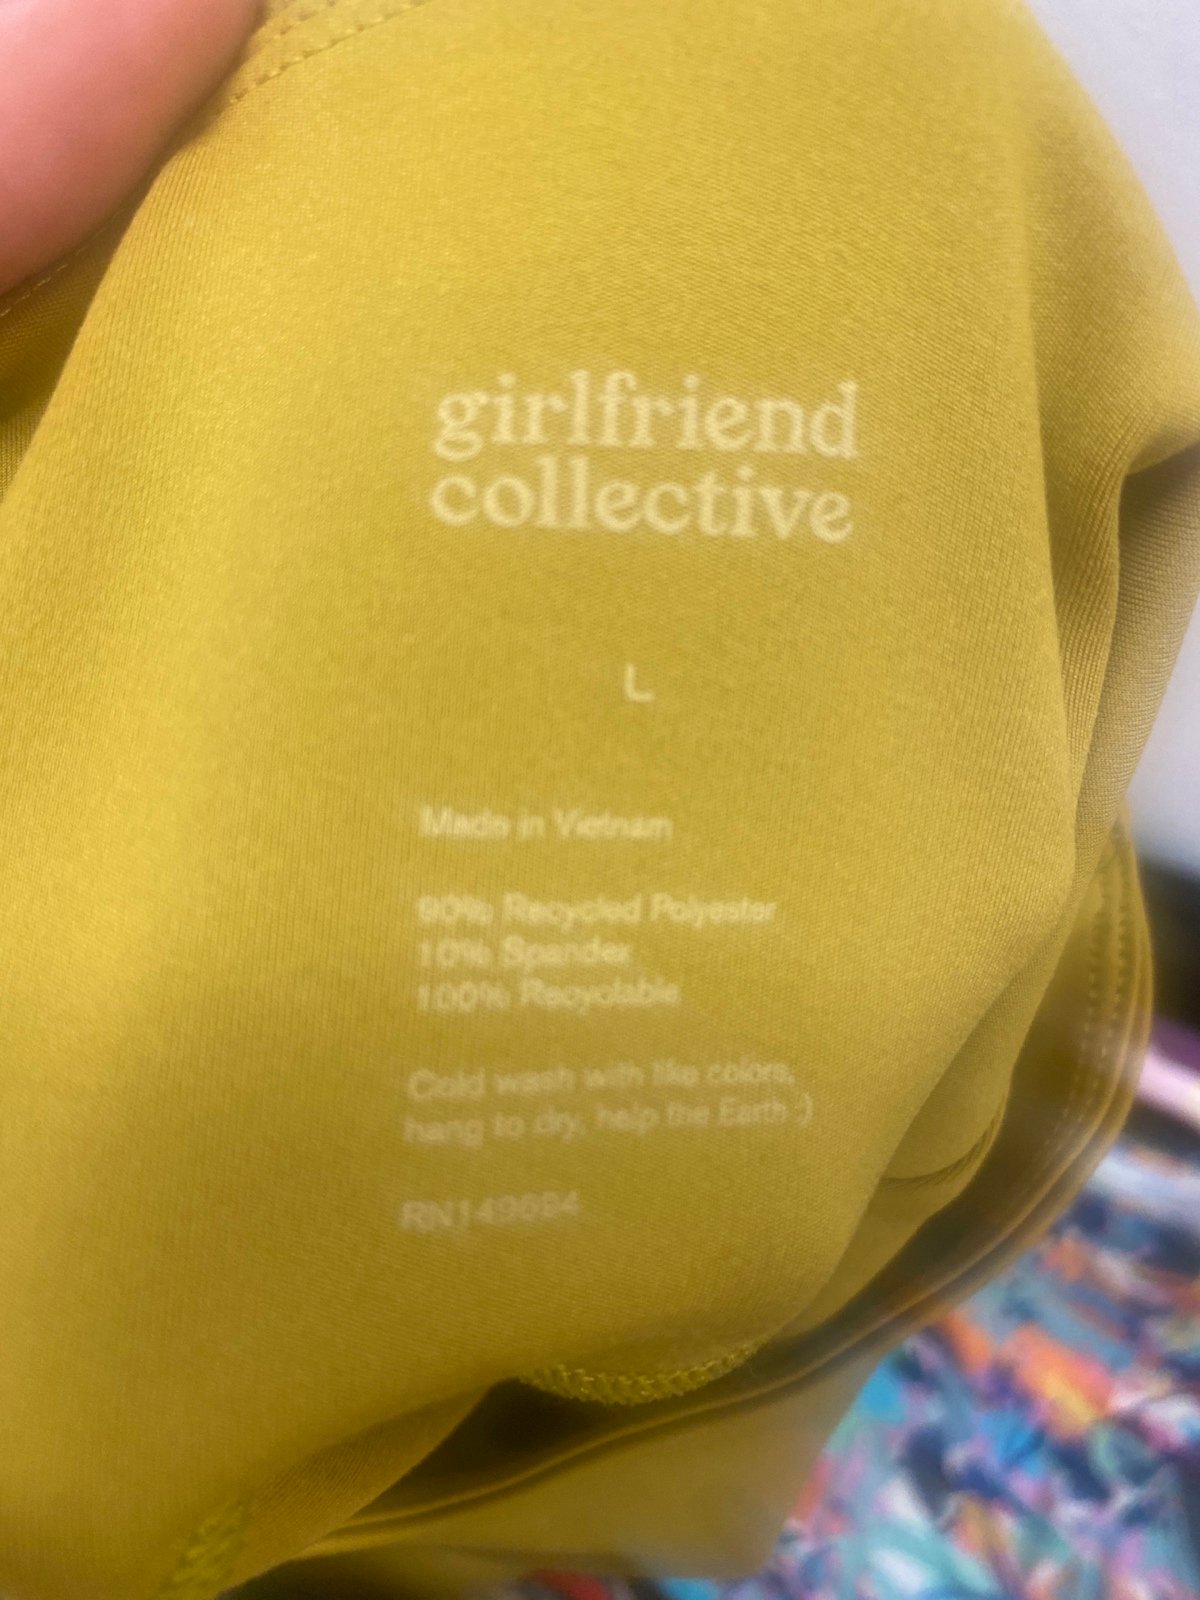 girlfriend
collective
L
Made in Vietnam
90% Recycled Polyester
10% Spandex
100% Recyclable
Cold wash with like colors,
hang to dry, help the Earth :)
RN149694